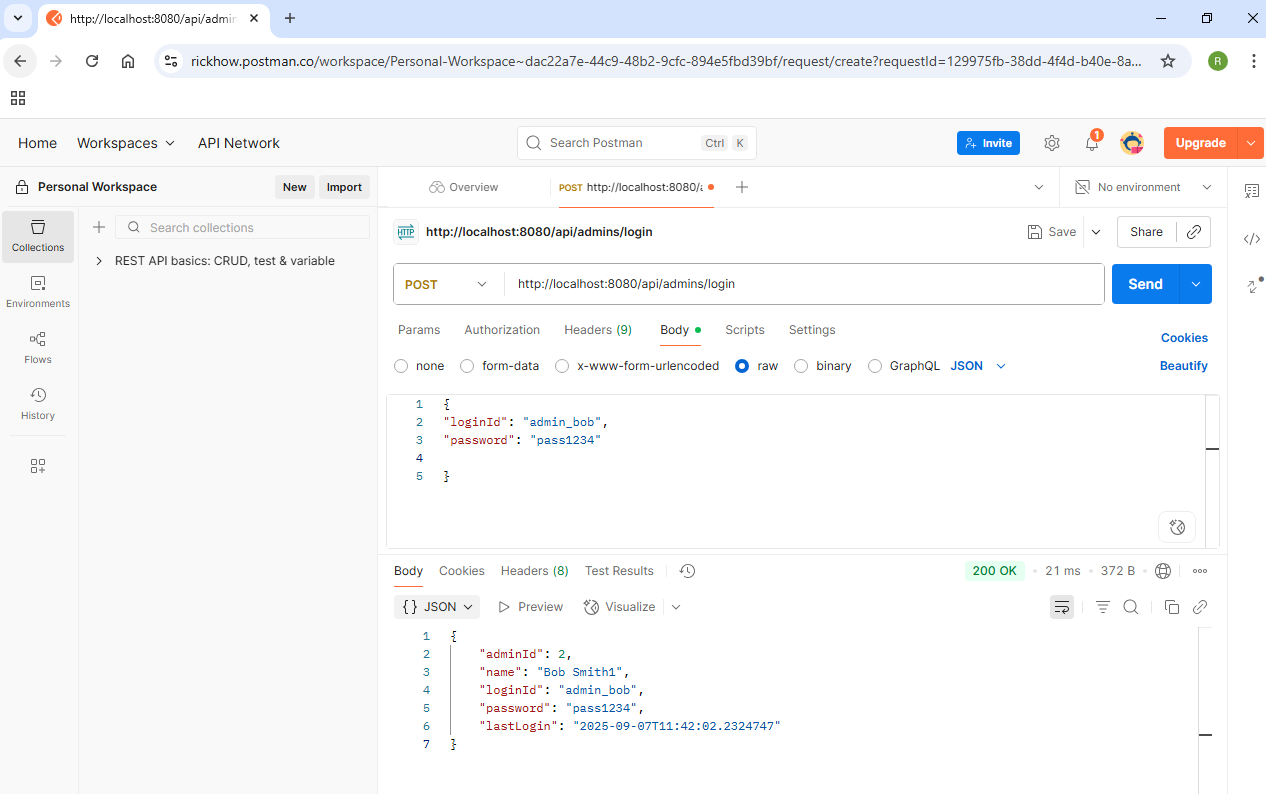 http://localhost:8080/api/admin
rickhow.postman.co/workspace/Personal-Workspace~dac22a7e-44c9-48b2-9cfc-894e5fbd39bf/request/create?requestId=129975fb-38dd-4f4d-b40e-8a...
R
Home Workspaces API Network Search Postman Ctrl K Invite 1 Upgrade
Personal Workspace New Import Overview POST http://localhost:8080/a No environment
Collections
Search collections
REST API basics: CRUD, test & variable
Environments
Flows
History
HTTP http://localhost:8080/api/admins/login Save Share
POST http://localhost:8080/api/admins/login Send
Params Authorization Headers (9) Body Scripts Settings Cookies
none form-data x-www-form-urlencoded raw binary GraphQL JSON Beautify
1 {
2 "loginId": "admin_bob",
3 "password": "pass1234"
4
5 }
Body Cookies Headers (8) Test Results 200 OK 21 ms 372 B
{} JSON Preview Visualize
1 {
2 "adminId": 2,
3 "name": "Bob Smith1",
4 "loginId": "admin_bob",
5 "password": "pass1234",
6 "lastLogin": "2025-09-07T11:42:02.2324747"
7 }